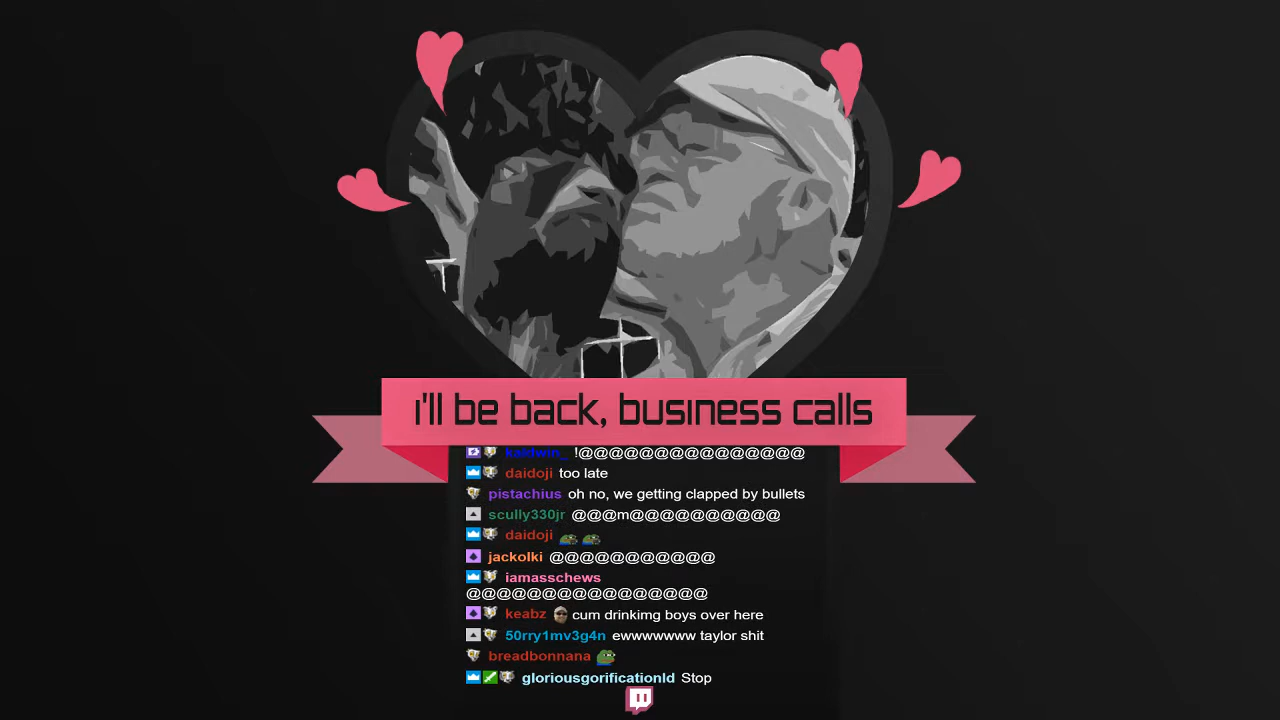 i'll be back, business calls
kaldwin_ !@@@@@@@@@@@@@@@
daidoji too late
pistachius oh no, we getting clapped by bullets
scully330jr @@@m@@@@@@@@@@
daidoji
jackolki @@@@@@@@@@@
iamasschews
@@@@@@@@@@@@@@@@
keabz cum drinkimg boys over here
50rry1mv3g4n ewwwwwww taylor shit
breadbonnana
gloriousgorificationld Stop